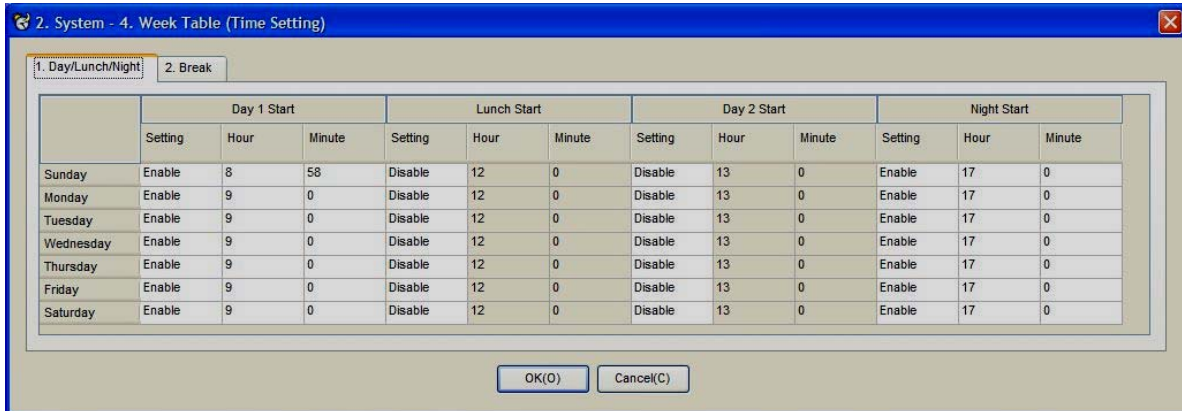 2. System - 4. Week Table (Time Setting)
1. Day/Lunch/Night 2. Break
Day 1 Start Lunch Start Day 2 Start Night Start
Setting Hour Minute Setting Hour Minute Setting Hour Minute Setting Hour Minute
Sunday Enable 8 58 Disable 12 0 Disable 13 0 Enable 17 0
Monday Enable 9 0 Disable 12 0 Disable 13 0 Enable 17 0
Tuesday Enable 9 0 Disable 12 0 Disable 13 0 Enable 17 0
Wednesday Enable 9 0 Disable 12 0 Disable 13 0 Enable 17 0
Thursday Enable 9 0 Disable 12 0 Disable 13 0 Enable 17 0
Friday Enable 9 0 Disable 12 0 Disable 13 0 Enable 17 0
Saturday Enable 9 0 Disable 12 0 Disable 13 0 Enable 17 0
OK(O) Cancel(C)